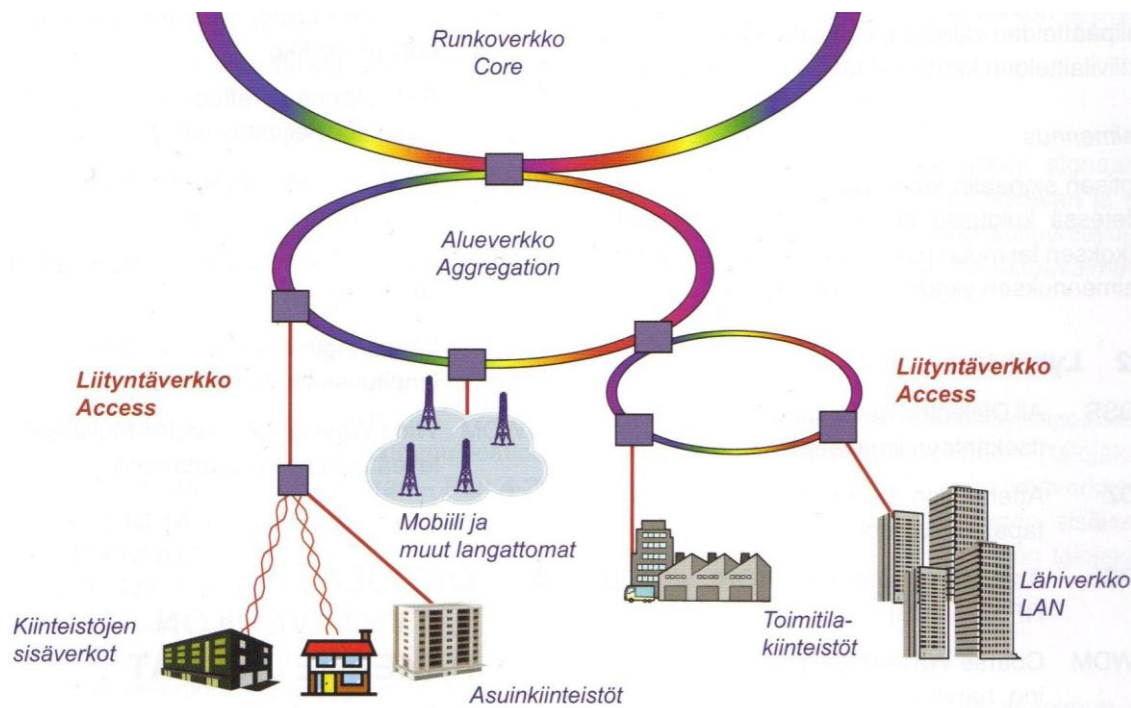 Runkoverkko
Core
Alueverkko
Aggregation
Liityntäverkko
Access
Liityntäverkko
Access
Mobiili ja
muut langattomat
Kiinteistöjen
sisäverkot
Asuinkiinteistöt
Toimitila-
kiinteistöt
Lähiverkko
LAN